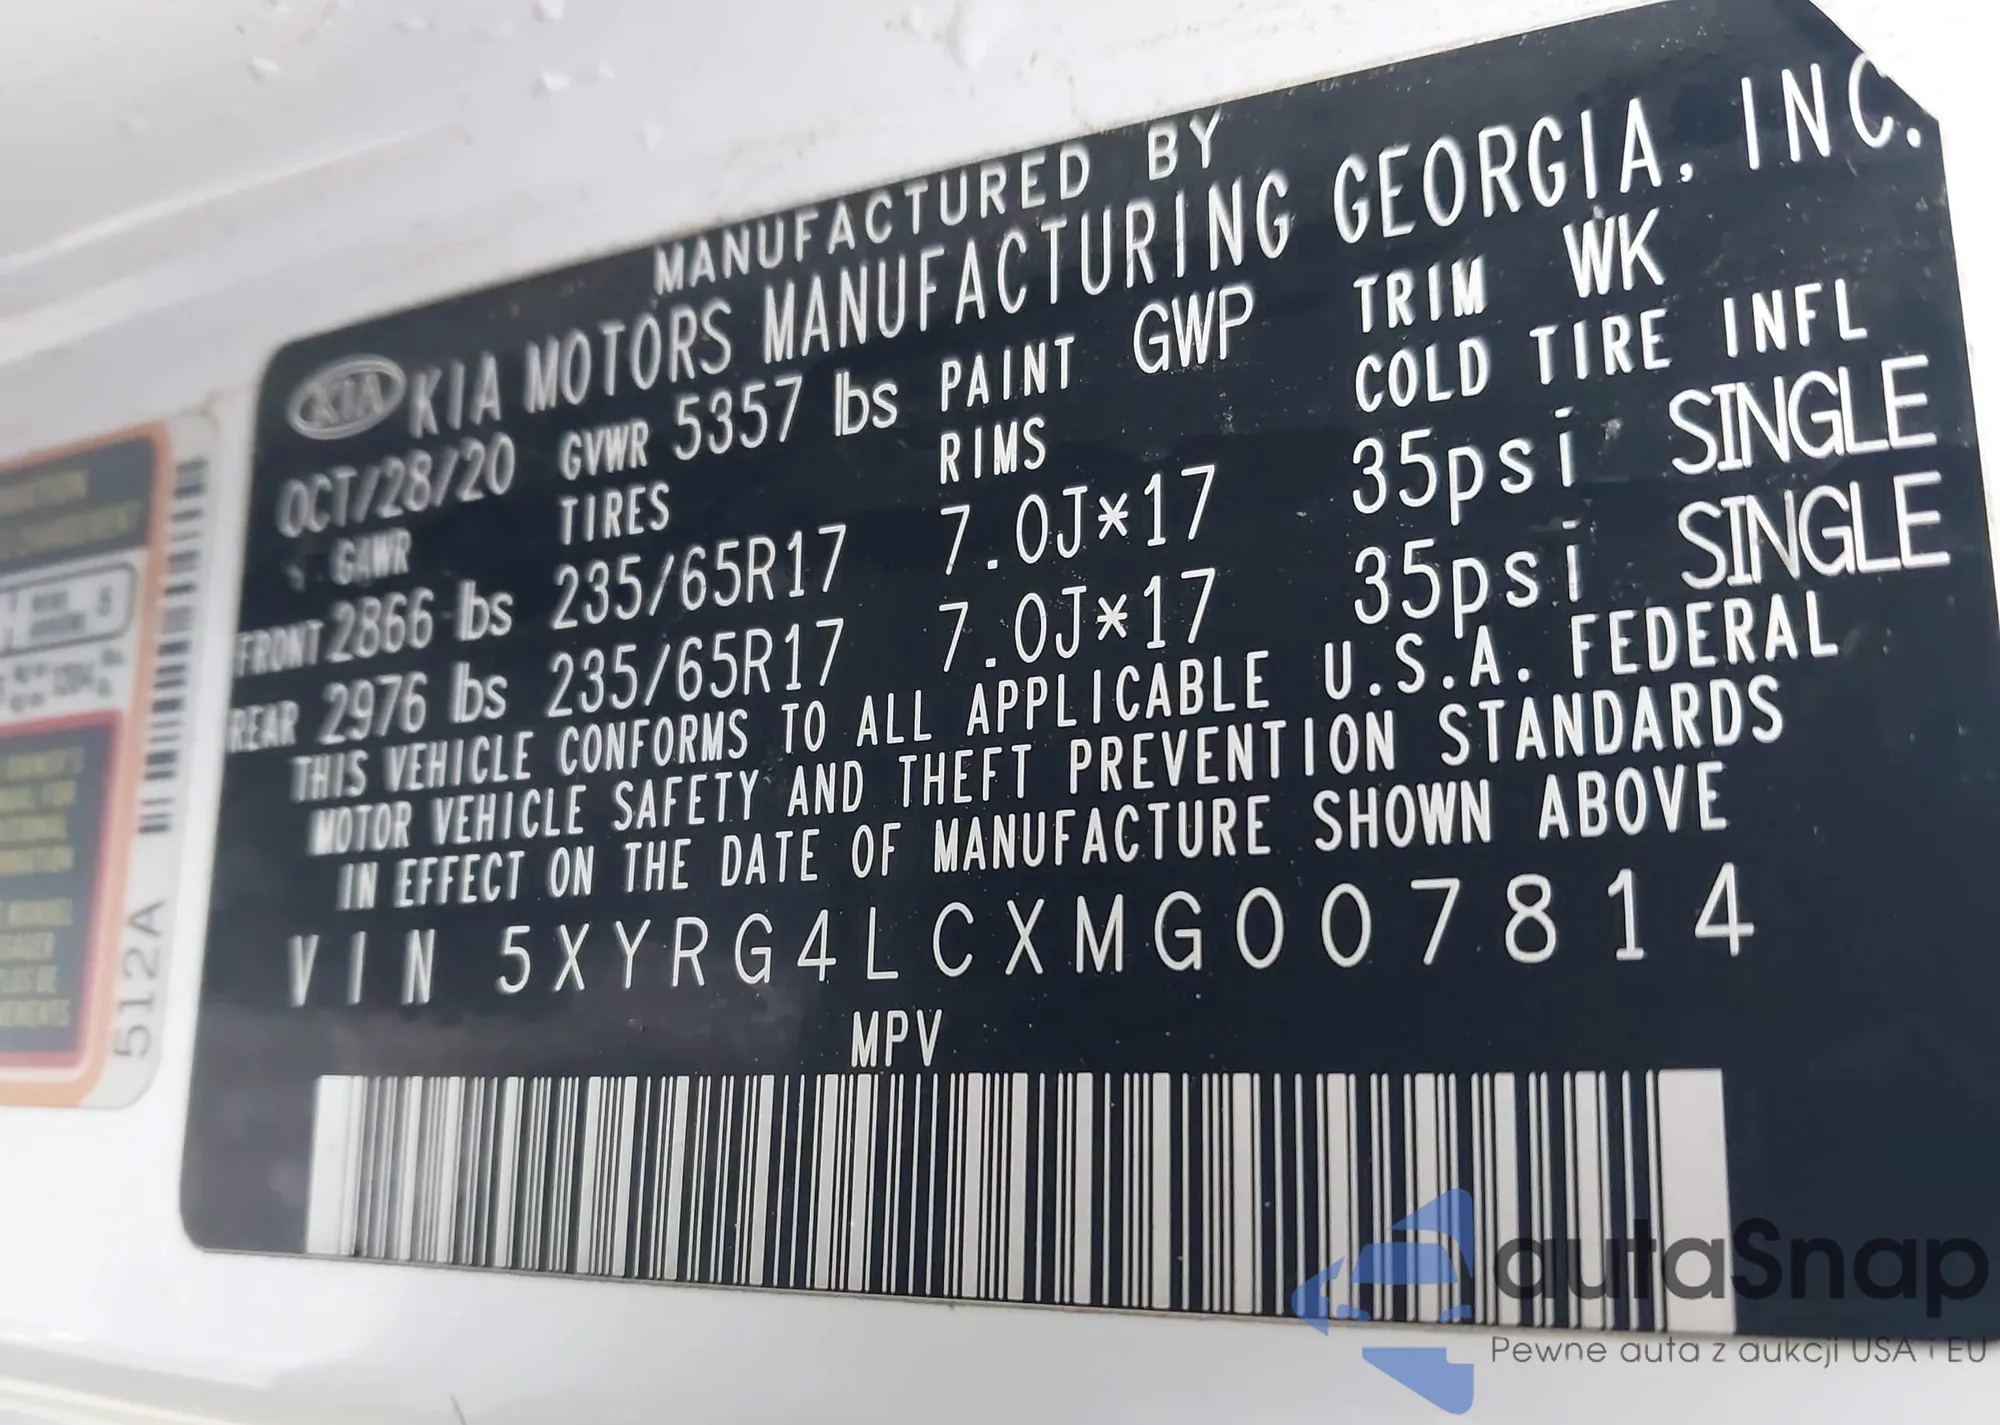 MANUFACTURED BY
KIA KIA MOTORS MANUFACTURING GEORGIA, INC.
OCT/28/20 GVWR 5357 lbs PAINT GWP TRIM WK
GAWR TIRES RIMS COLD TIRE INFL
FRONT 2866 lbs 235/65R17 7.0J*17 35psi SINGLE
REAR 2976 lbs 235/65R17 7.0J*17 35psi SINGLE
THIS VEHICLE CONFORMS TO ALL APPLICABLE U.S.A. FEDERAL
MOTOR VEHICLE SAFETY AND THEFT PREVENTION STANDARDS
IN EFFECT ON THE DATE OF MANUFACTURE SHOWN ABOVE
VIN 5XYRG4LCXMG007814
MPV
512A
autaSnap
Pewne auta z aukcji USA i EU